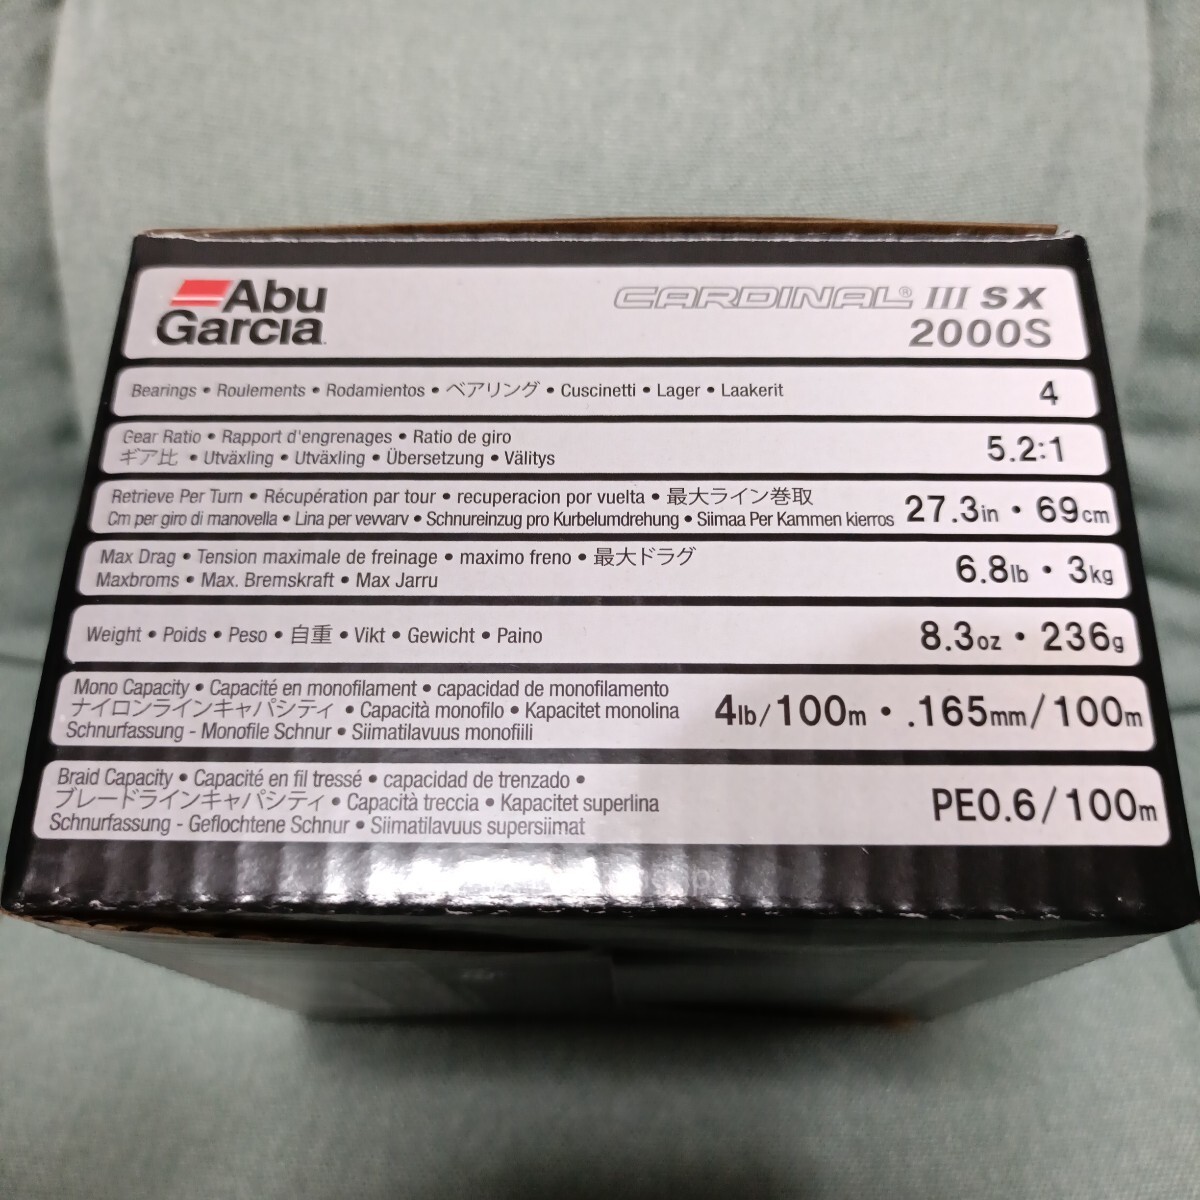 Abu
Garcia
CARDINAL® III SX
2000S
Bearings • Roulements • Rodamientos • ベアリング • Cuscinetti • Lager • Laakerit
4
Gear Ratio • Rapport d'engrenages • Ratio de giro
ギア比 • Utväxling • Utväxling • Übersetzung • Välitys
5.2:1
Retrieve Per Turn • Récupération par tour • recuperacion por vuelta • 最大ライン巻取
Cm per giro di manovella • Lina per vevvarv • Schnureinzug pro Kurbelumdrehung • Siimaa Per Kammen kierros
27.3in • 69cm
Max Drag • Tension maximale de freinage • maximo freno • 最大ドラグ
Maxbroms • Max. Bremskraft • Max Jarru
6.8lb • 3kg
Weight • Poids • Peso • 自重 • Vikt • Gewicht • Paino
8.3oz • 236g
Mono Capacity • Capacité en monofilament • capacidad de monofilamento
ナイロンラインキャパシティ • Capacità monofilo • Kapacitet monolina
Schnurfassung - Monofile Schnur • Siimatilavuus monofiili
4lb/100m • .165mm/100m
Braid Capacity • Capacité en fil tressé • capacidad de trenzado •
ブレードラインキャパシティ • Capacità treccia • Kapacitet superlina
Schnurfassung - Geflochtene Schnur • Siimatilavuus supersiimat
PE0.6/100m